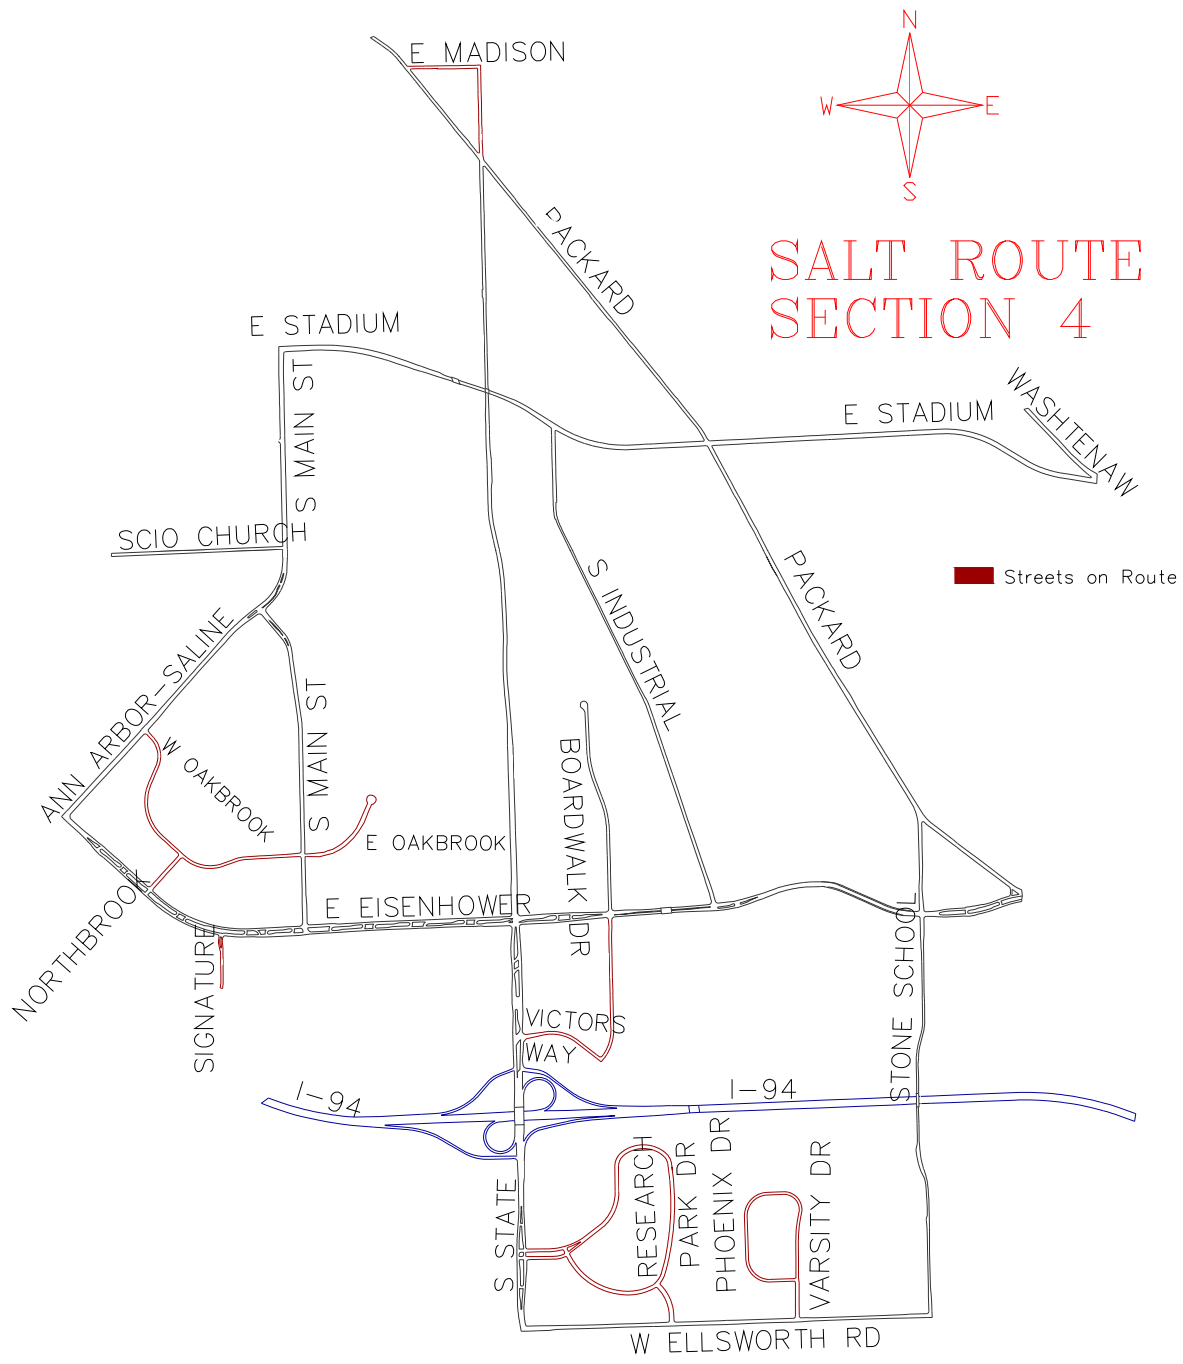 N
E MADISON
W
E
S
PACKARD
SALT ROUTE
SECTION 4
E STADIUM
S MAIN ST
WASHTENAW
E STADIUM
SCIO CHURCH
PACKARD
Streets on Route
S INDUSTRIAL
ANN ARBOR-SALINE
S MAIN ST
W OAKBROOK
BOARDWALK DR
E OAKBROOK
E EISENHOWER
NORTHBROOK
SIGNATURE
STONE SCHOOL
VICTORS
WAY
I-94
I-94
RESEARCH
PARK DR
PHOENIX DR
VARSITY DR
S STATE
W ELLSWORTH RD